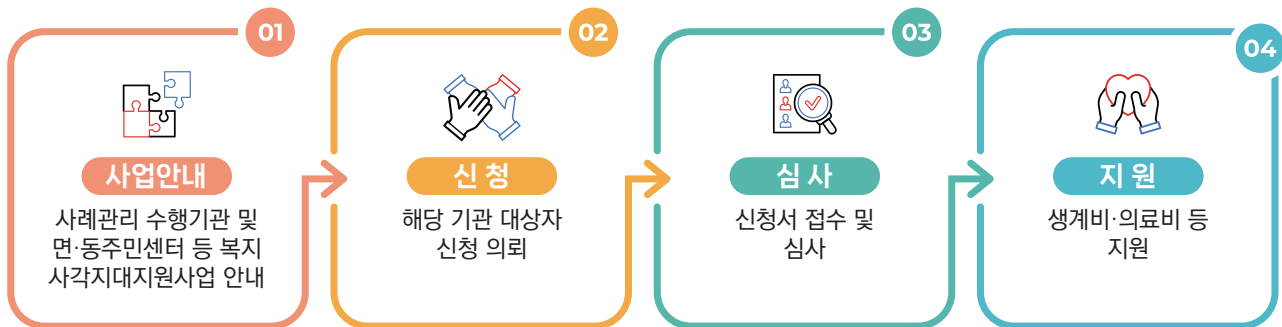 01
사업안내
사례관리 수행기관 및
면·동주민센터 등 복지
사각지대지원사업 안내
02
신 청
해당 기관 대상자
신청 의뢰
03
심 사
신청서 접수 및
심사
04
지 원
생계비·의료비 등
지원